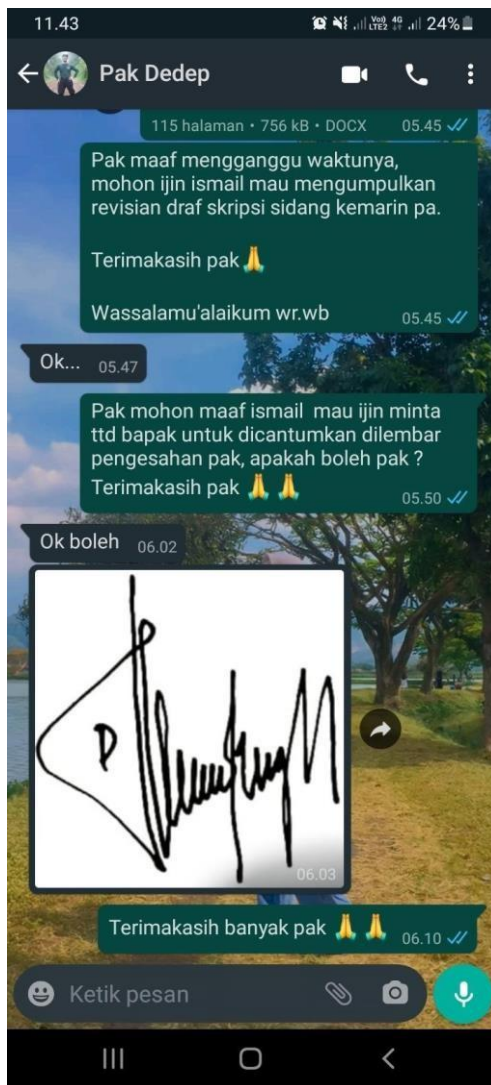 11.43
Voo) 4G
LTE2 24%
Pak Dedep
115 halaman • 756 kB • DOCX 05.45
Pak maaf mengganggu waktunya,
mohon ijin ismail mau mengumpulkan
revisian draf skripsi sidang kemarin pa.
Terimakasih pak🙏
Wassalamu'alaikum wr.wb 05.45
Ok... 05.47
Pak mohon maaf ismail mau ijin minta
ttd bapak untuk dicantumkan dilembar
pengesahan pak, apakah boleh pak ?
Terimakasih pak 🙏 🙏 05.50
Ok boleh 06.02
D
06.03
Terimakasih banyak pak 🙏 🙏 06.10
Ketik pesan